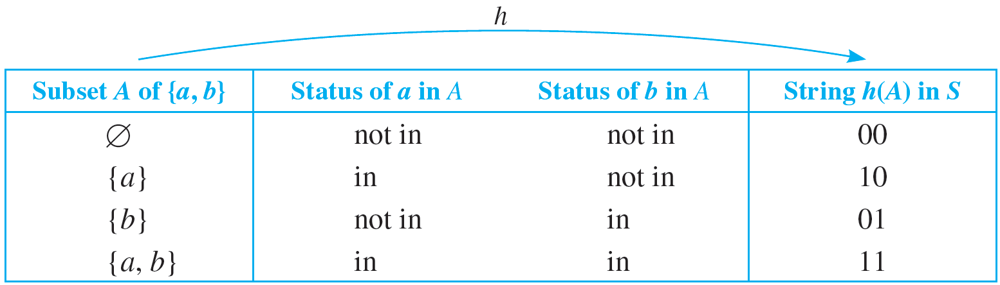 h
Subset A of {a, b} Status of a in A Status of b in A String h(A) in S
∅ not in not in 00
{a} in not in 10
{b} not in in 01
{a, b} in in 11